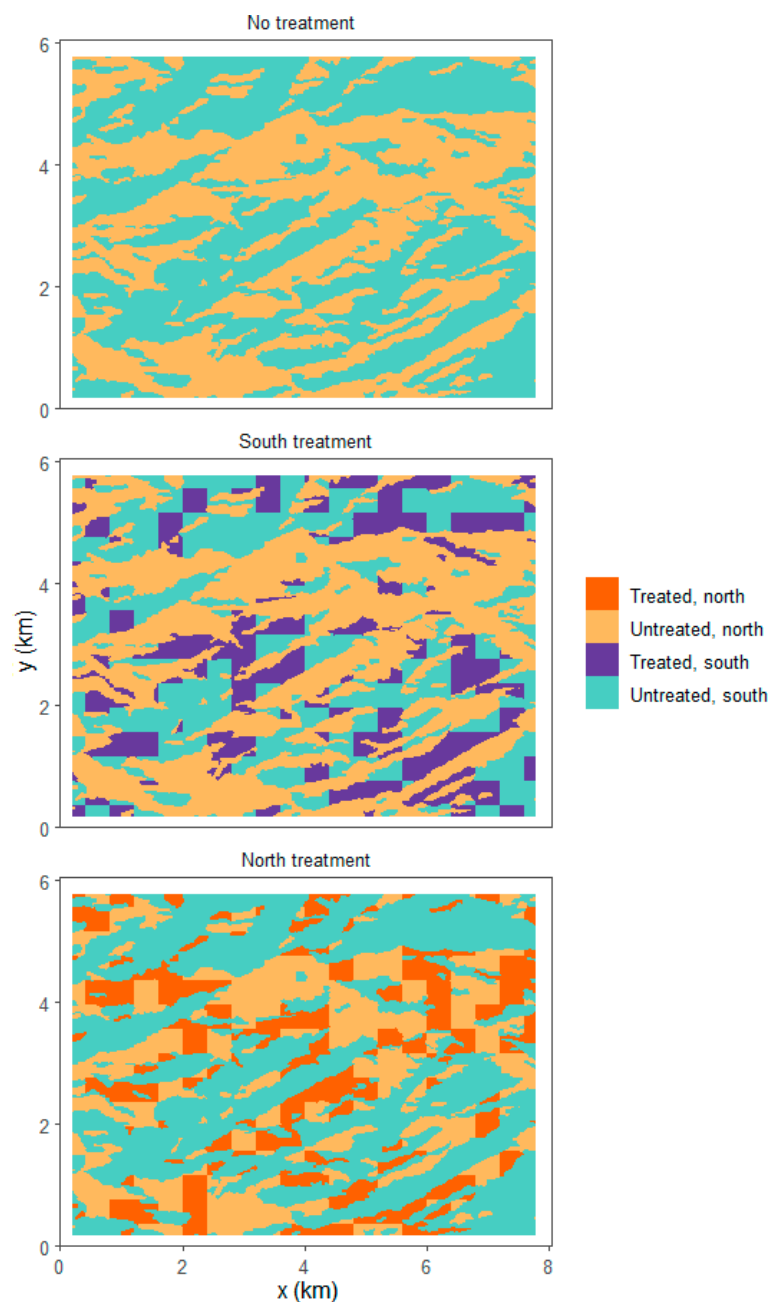 No treatment
6
4
2
0
South treatment
6
4
2
0
y (km)
Treated, north
Untreated, north
Treated, south
Untreated, south
North treatment
6
4
2
0
0 2 4 6 8
x (km)